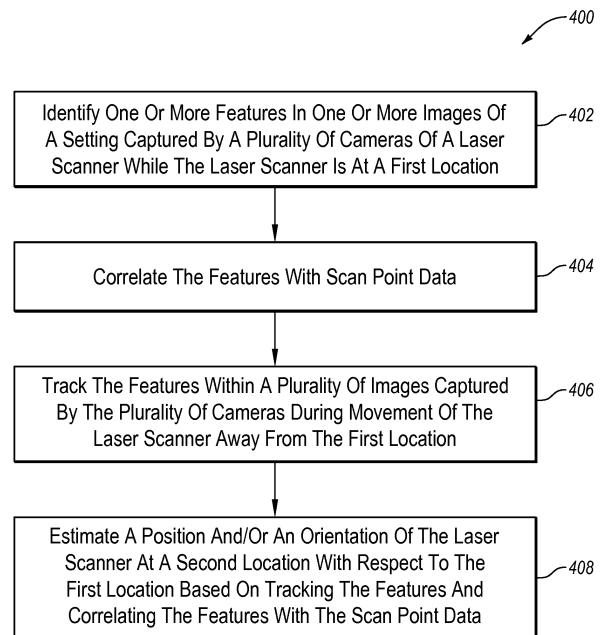 400
Identify One Or More Features In One Or More Images Of
A Setting Captured By A Plurality Of Cameras Of A Laser
Scanner While The Laser Scanner Is At A First Location
402
Correlate The Features With Scan Point Data
404
Track The Features Within A Plurality Of Images Captured
By The Plurality Of Cameras During Movement Of The
Laser Scanner Away From The First Location
406
Estimate A Position And/Or An Orientation Of The Laser
Scanner At A Second Location With Respect To The
First Location Based On Tracking The Features And
Correlating The Features With The Scan Point Data
408